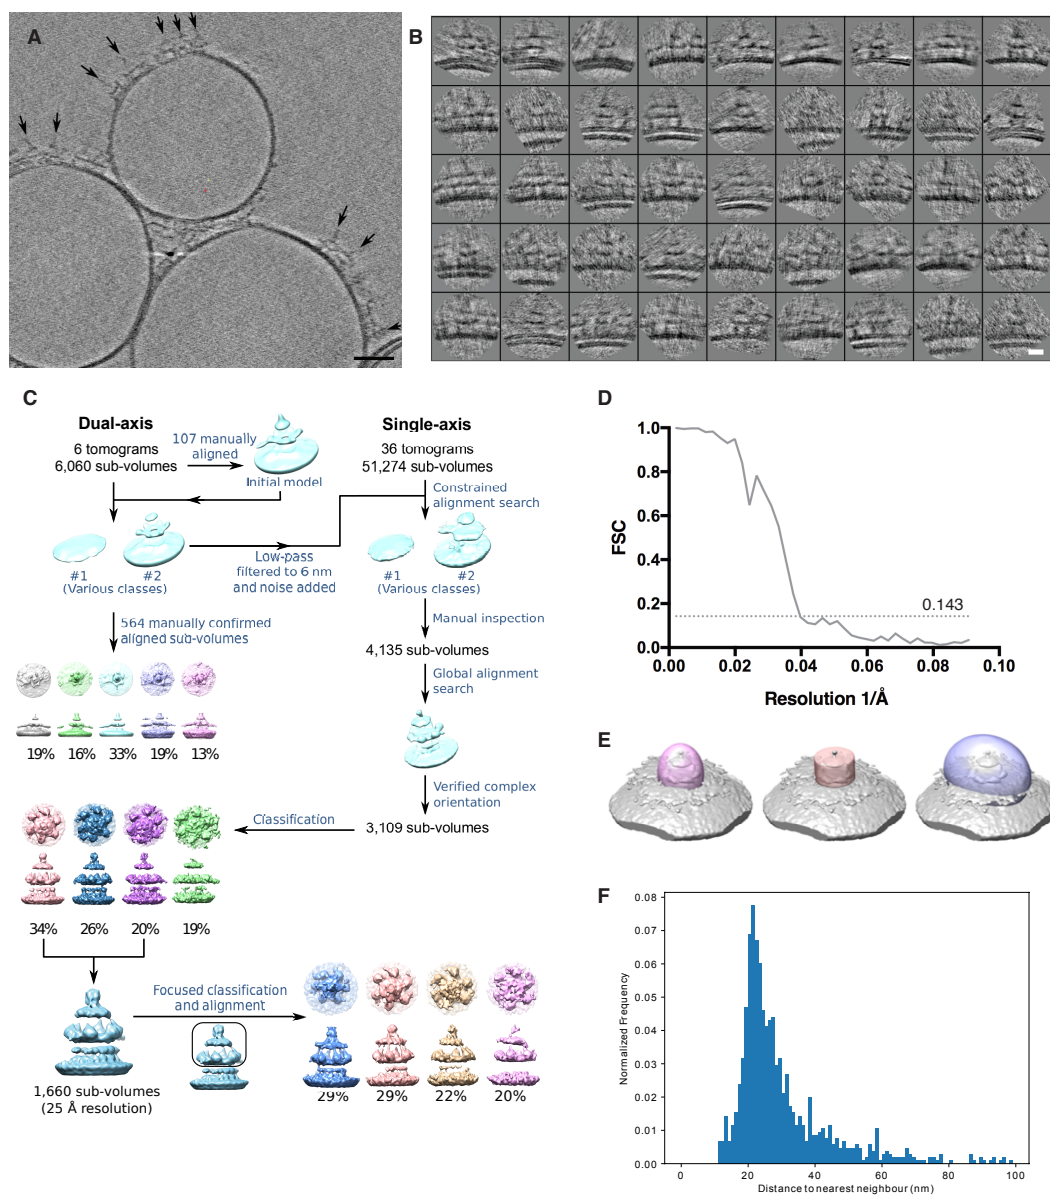 A
B
C
Dual-axis
6 tomograms
6,060 sub-volumes
107 manually
aligned
Initial model
Single-axis
36 tomograms
51,274 sub-volumes
Constrained
alignment search
#1
#2
(Various classes)
Low-pass
filtered to 6 nm
and noise added
#1
#2
(Various classes)
564 manually confirmed
aligned sub-volumes
Manual inspection
4,135 sub-volumes
Global alignment
search
19%
16%
33%
19%
13%
Verified complex
orientation
3,109 sub-volumes
Classification
34%
26%
20%
19%
Focused classification
and alignment
1,660 sub-volumes
(25 Å resolution)
29%
29%
22%
20%
D
1.0
0.8
0.6
0.4
0.2
0.0
FSC
0.143
0.00
0.02
0.04
0.06
0.08
0.10
Resolution 1/Å
E
F
0.08
0.07
0.06
0.05
0.04
0.03
0.02
0.01
0.00
Normalized Frequency
0
20
40
60
80
100
Distance to nearest neighbour (nm)